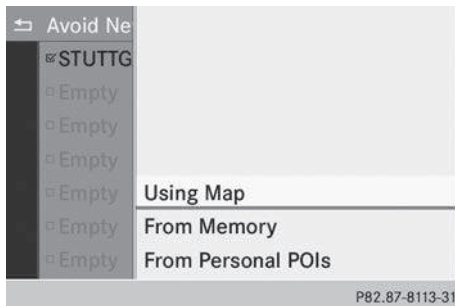 Avoid Ne
STUTTG
Empty
Empty
Empty
Empty
Using Map
Empty
From Memory
Empty
From Personal POIs
P82.87-8113-31